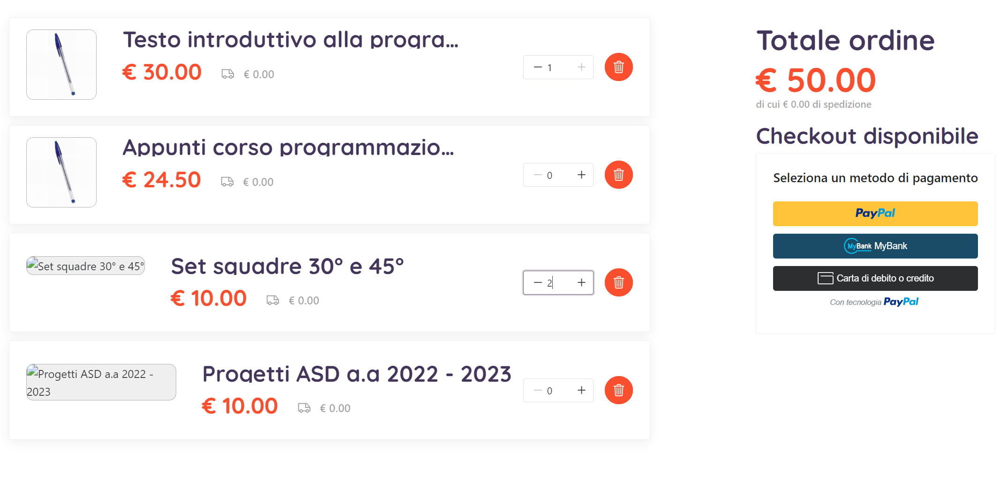 Testo introduttivo alla progra...
€ 30.00
€ 0.00
1
Appunti corso programmazio...
€ 24.50
€ 0.00
0
Set squadre 30° e 45°
Set squadre 30° e 45°
€ 10.00
€ 0.00
2
Progetti ASD a.a 2022 -
2023
Progetti ASD a.a 2022 - 2023
€ 10.00
€ 0.00
0
Totale ordine
€ 50.00
di cui € 0.00 di spedizione
Checkout disponibile
Seleziona un metodo di pagamento
PayPal
MyBank MyBank
Carta di debito o credito
Con tecnologia PayPal